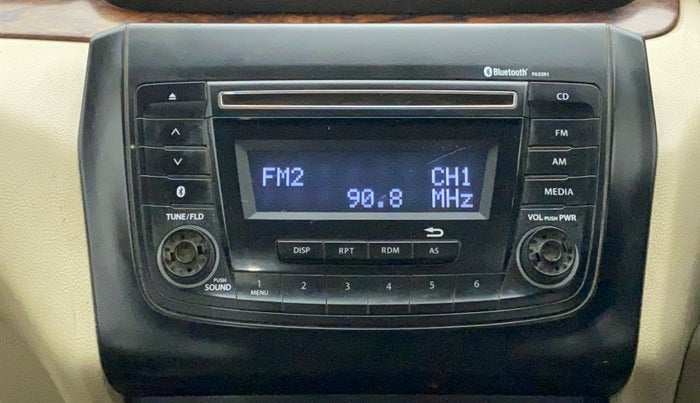 Bluetooth PA55R1
CD
FM
AM
MEDIA
FM2 CH1
90.8 MHz
TUNE/FLD
VOL PUSH PWR
DISP RPT RDM AS
PUSH
SOUND
1 2 3 4 5 6
MENU